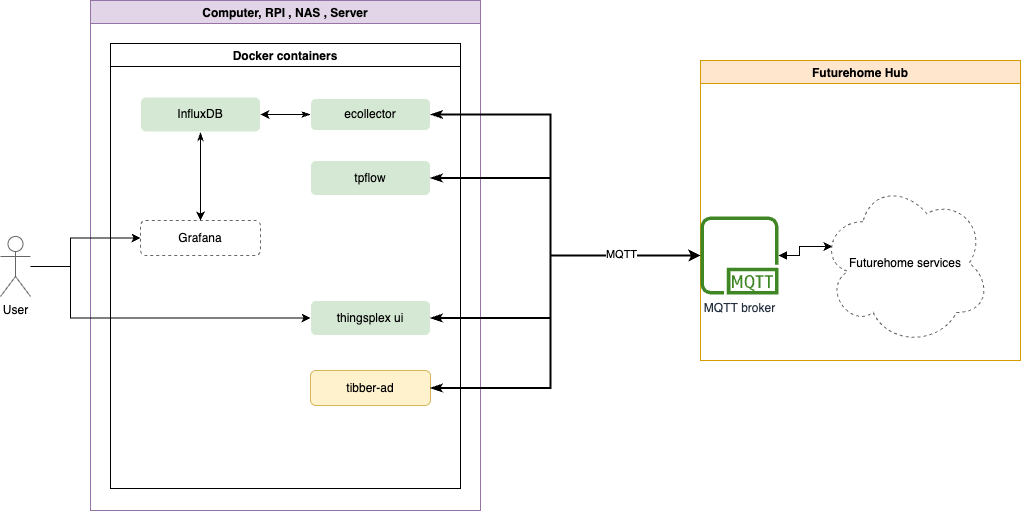 Computer, RPI , NAS , Server
Docker containers
Futurehome Hub
InfluxDB
ecollector
tpflow
Grafana
User
thingsplex ui
tibber-ad
MQTT
MQTT
MQTT broker
Futurehome services